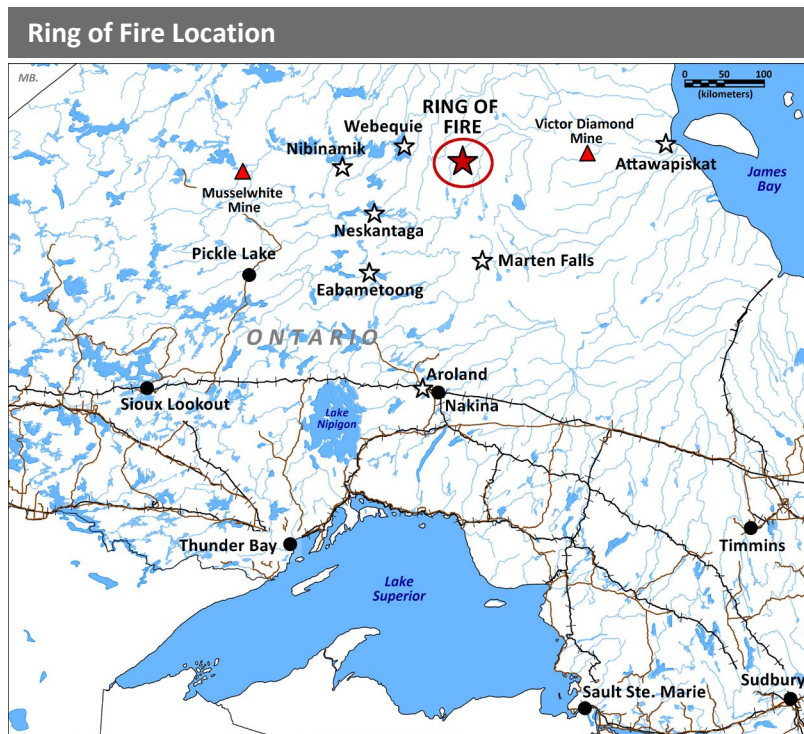 Ring of Fire Location
MB.
0 50 100
(kilometers)
RING OF
FIRE
Webequie
Nibinamik
Victor Diamond
Mine
Attawapiskat
James
Bay
Musselwhite
Mine
Neskantaga
Pickle Lake
Marten Falls
Eabametoong
ONTARIO
Aroland
Sioux Lookout
Nakina
Lake
Nipigon
Thunder Bay
Timmins
Lake
Superior
Sudbury
Sault Ste. Marie